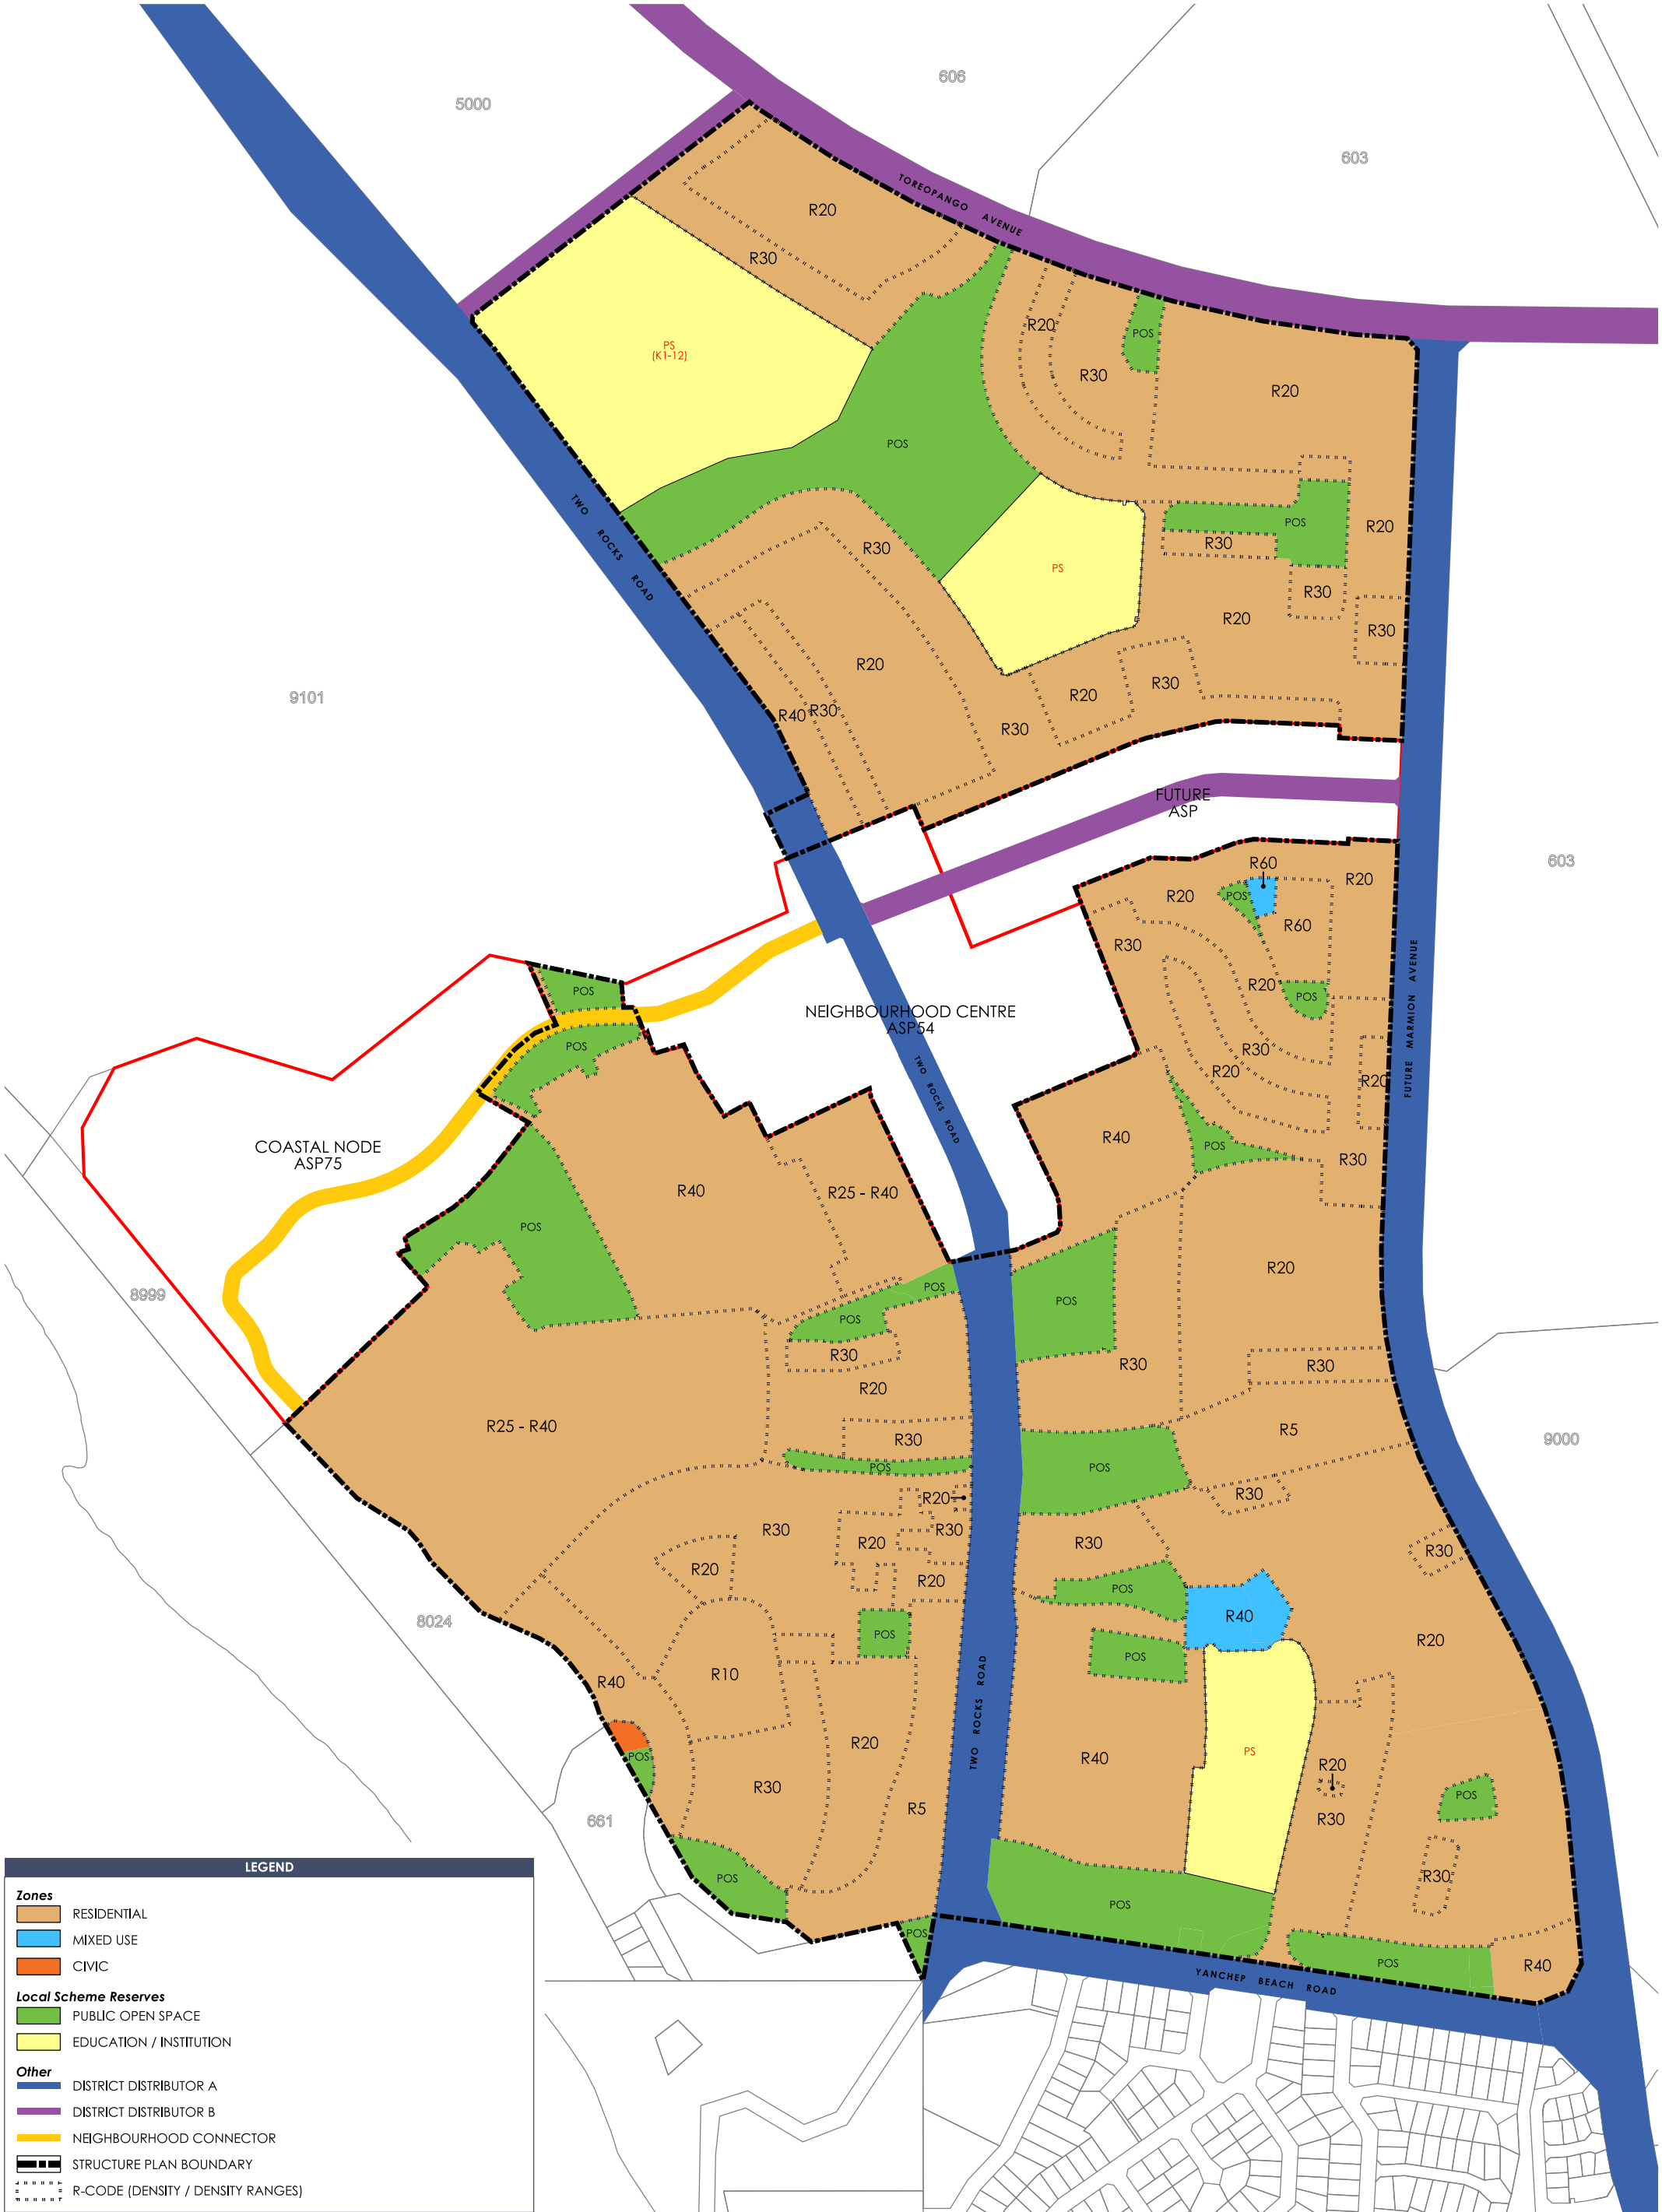 606
5000
603
TOREOPANGO AVENUE
R20
R30
R20
POS
PS
(K1-12)
R30
R20
POS
TWO ROCKS ROAD
POS
R20
R30
R30
PS
R30
R20
R30
R20
R30
R20
R30
9101
R40
R30
R30
FUTURE
ASP
R60
603
R20
R20
POS
R60
R30
FUTURE MARMION AVENUE
R20
POS
POS
NEIGHBOURHOOD CENTRE
ASP54
POS
R30
R20
R20
TWO ROCKS ROAD
COASTAL NODE
ASP75
R40
POS
R30
R40
R25 - R40
POS
R20
8999
POS
POS
POS
R30
R30
R30
R20
R25 - R40
R5
R30
9000
POS
POS
R20
R30
R30
R30
R20
R30
R30
R20
R20
POS
8024
R40
POS
R20
POS
R10
R40
TWO ROCKS ROAD
R20
PS
POS
R40
R20
R30
R5
R30
POS
661
R30
POS
POS
POS
POS
R40
YANCHEP BEACH ROAD
LEGEND
Zones
RESIDENTIAL
MIXED USE
CIVIC
Local Scheme Reserves
PUBLIC OPEN SPACE
EDUCATION / INSTITUTION
Other
DISTRICT DISTRIBUTOR A
DISTRICT DISTRIBUTOR B
NEIGHBOURHOOD CONNECTOR
STRUCTURE PLAN BOUNDARY
R-CODE (DENSITY / DENSITY RANGES)